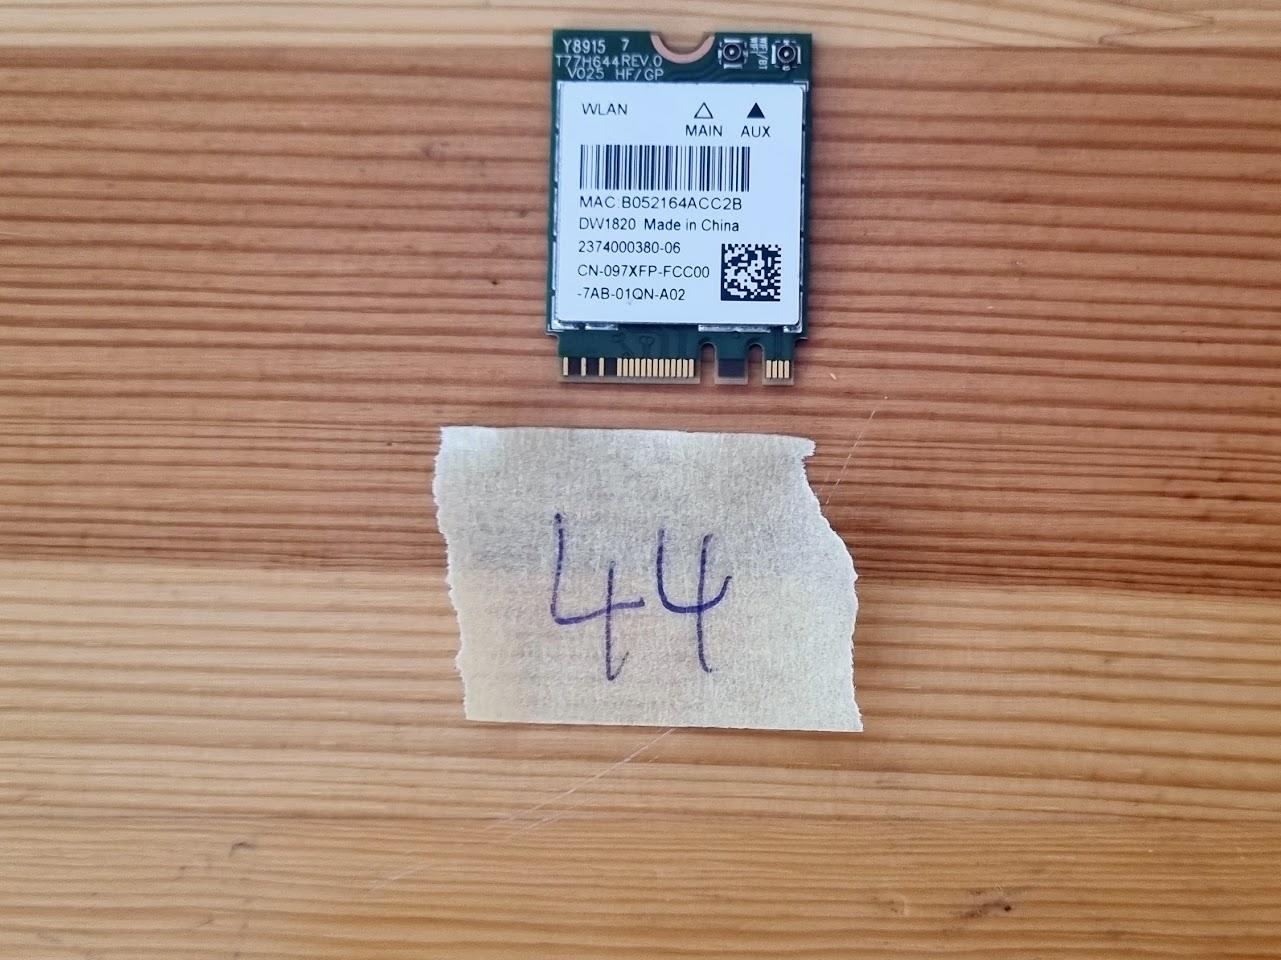 Y8915 7
T77H644REV.0
V025 HF/GP
WLAN
MAIN AUX
MAC:B052164ACC2B
DW1820 Made in China
2374000380-06
CN-097XFP-FCC00
-7AB-01QN-A02
44